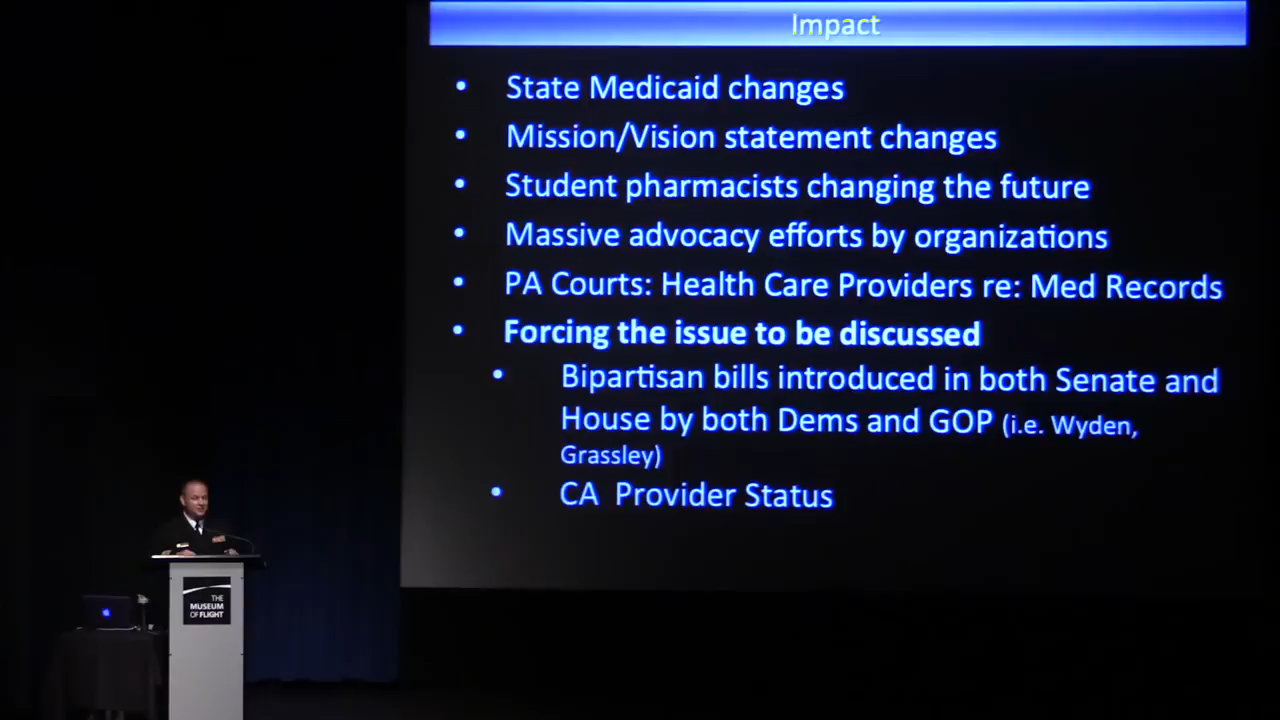 Impact
• State Medicaid changes
• Mission/Vision statement changes
• Student pharmacists changing the future
• Massive advocacy efforts by organizations
• PA Courts: Health Care Providers re: Med Records
• Forcing the issue to be discussed
• Bipartisan bills introduced in both Senate and
House by both Dems and GOP (i.e. Wyden,
Grassley)
• CA Provider Status
THE
MUSEUM
OF FLIGHT